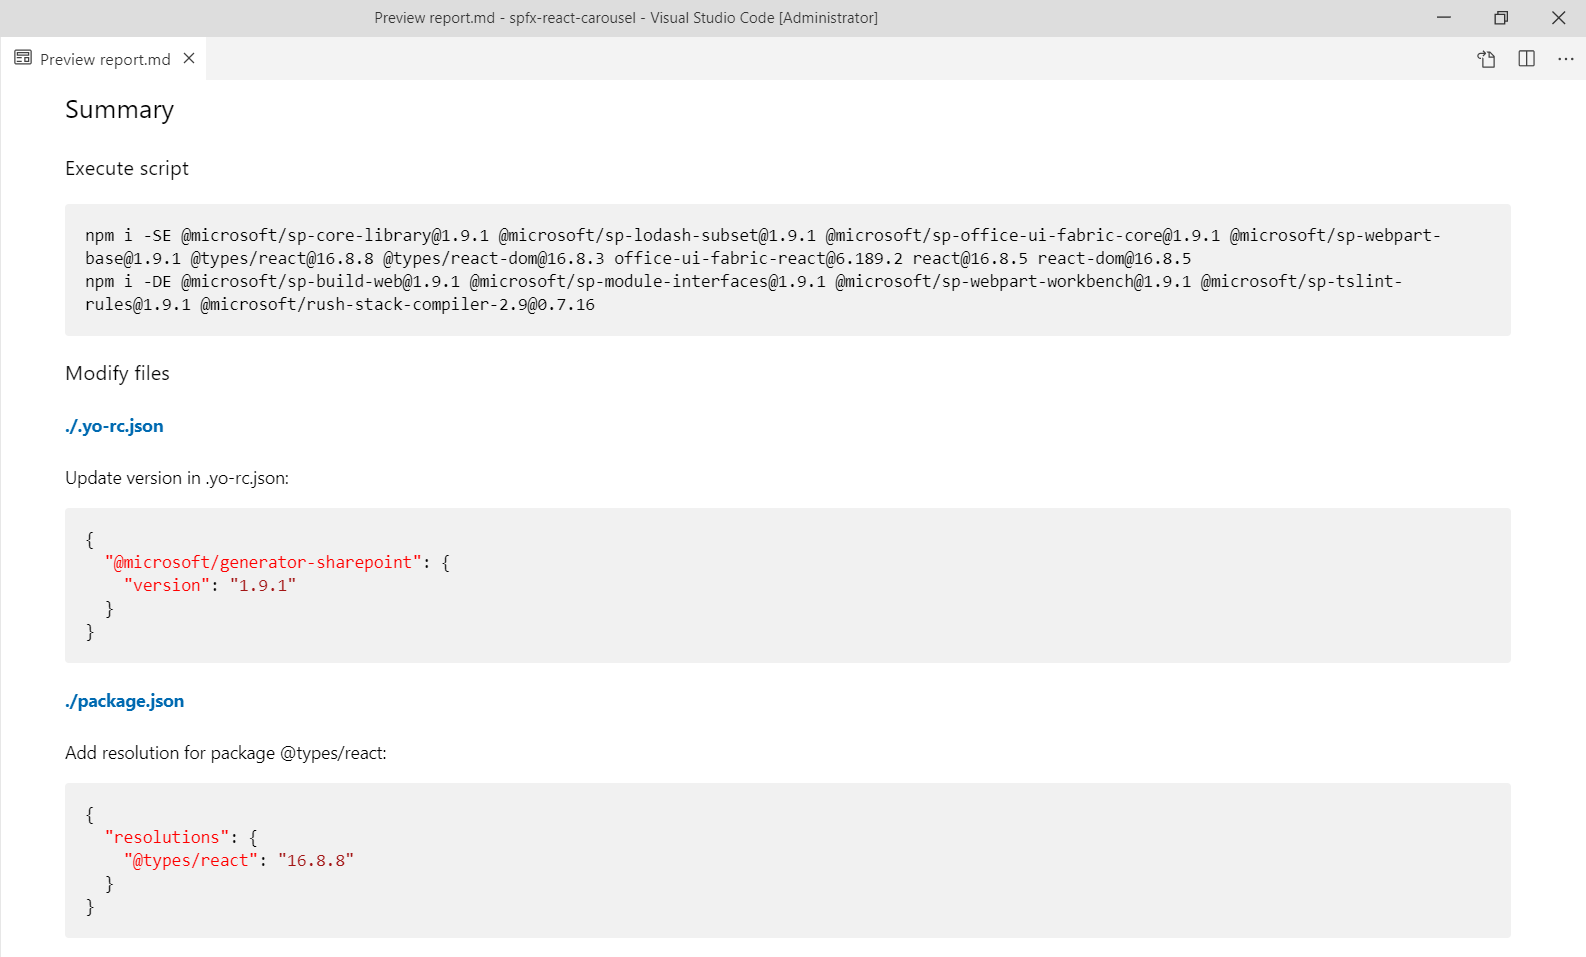 Preview report.md - spfx-react-carousel - Visual Studio Code [Administrator]
Preview report.md
Summary
Execute script
npm i -SE @microsoft/sp-core-library@1.9.1 @microsoft/sp-lodash-subset@1.9.1 @microsoft/sp-office-ui-fabric-core@1.9.1 @microsoft/sp-webpart-
base@1.9.1 @types/react@16.8.8 @types/react-dom@16.8.3 office-ui-fabric-react@6.189.2 react@16.8.5 react-dom@16.8.5
npm i -DE @microsoft/sp-build-web@1.9.1 @microsoft/sp-module-interfaces@1.9.1 @microsoft/sp-webpart-workbench@1.9.1 @microsoft/sp-tslint-
rules@1.9.1 @microsoft/rush-stack-compiler-2.9@0.7.16
Modify files
./.yo-rc.json
Update version in .yo-rc.json:
{
  "@microsoft/generator-sharepoint": {
    "version": "1.9.1"
  }
}
./package.json
Add resolution for package @types/react:
{
  "resolutions": {
    "@types/react": "16.8.8"
  }
}